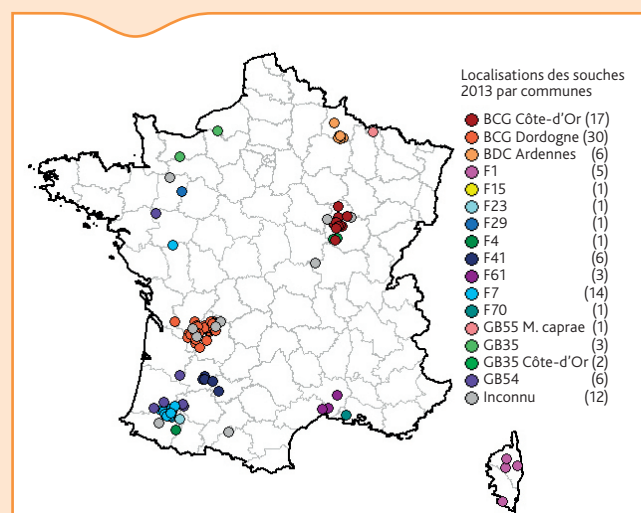 Localisations des souches
2013 par communes
BCG Côte-d'Or (17)
BCG Dordogne (30)
BDC Ardennes (6)
F1 (5)
F15 (1)
F23 (1)
F29 (1)
F4 (1)
F41 (6)
F61 (3)
F7 (14)
F70 (1)
GB55 M. caprae (1)
GB35 (3)
GB35 Côte-d'Or (2)
GB54 (6)
Inconnu (12)